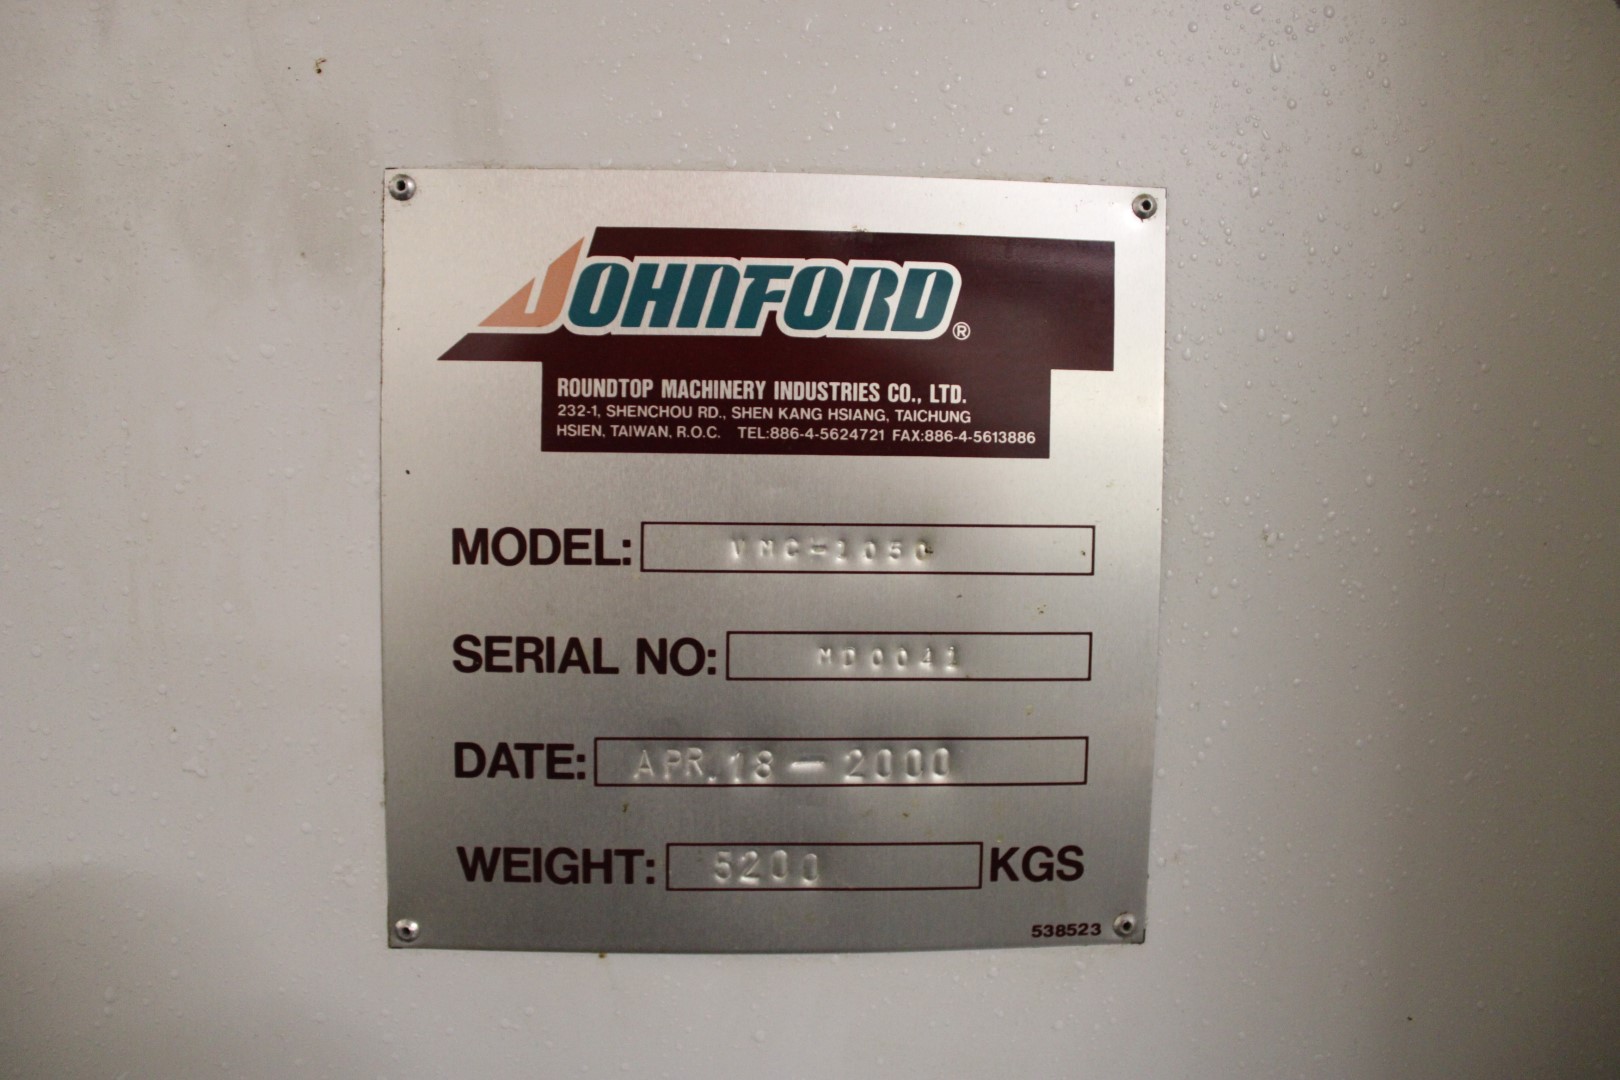 JOHNFORD®
ROUNDTOP MACHINERY INDUSTRIES CO., LTD.
232-1, SHENCHOU RD., SHEN KANG HSIANG, TAICHUNG
HSIEN, TAIWAN, R.O.C. TEL:886-4-5624721 FAX:886-4-5613886
MODEL: VMC-1050
SERIAL NO: MD0041
DATE: APR.18-2000
WEIGHT: 5200 KGS
538523